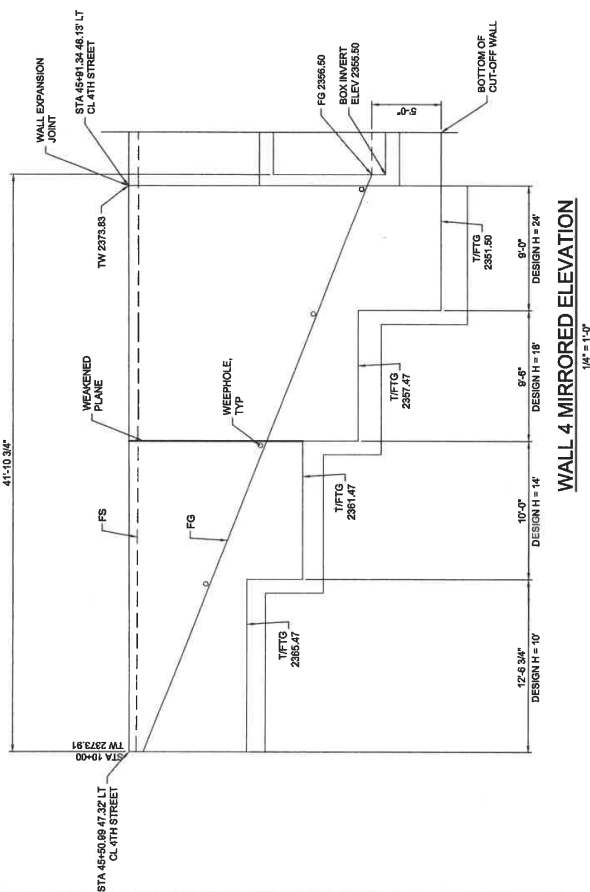 WALL EXPANSION
JOINT
STA 45+91.34 48.13' LT
CL 4TH STREET
41'-10 3/4"
TW 2373.83
FG 2356.50
BOX INVERT
ELEV 2355.50
5'-0"
BOTTOM OF
CUT-OFF WALL
WEAKENED
PLANE
FS
FG
WEEPHOLE,
TYP
STA 10+00
TW 2373.91
STA 45+50.99 47.32' LT
CL 4TH STREET
T/FTG
2365.47
T/FTG
2361.47
T/FTG
2357.47
T/FTG
2351.50
12'-6 3/4"
DESIGN H = 10'
10'-0"
DESIGN H = 14'
9'-6"
DESIGN H = 18'
9'-0"
DESIGN H = 24'
WALL 4 MIRRORED ELEVATION
1/4" = 1'-0"